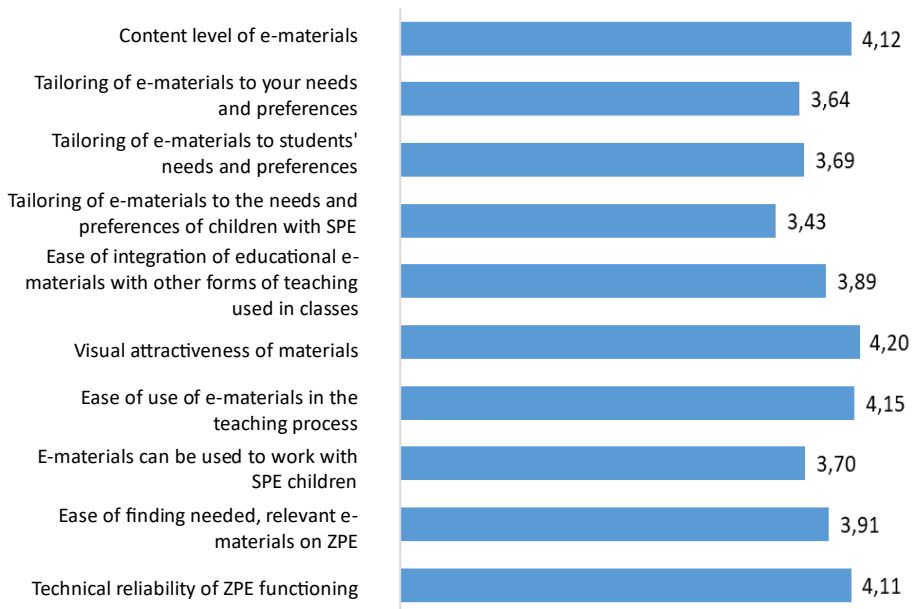 Content level of e-materials
4,12
Tailoring of e-materials to your needs
and preferences
3,64
Tailoring of e-materials to students'
needs and preferences
3,69
Tailoring of e-materials to the needs and
preferences of children with SPE
3,43
Ease of integration of educational e-
materials with other forms of teaching
used in classes
3,89
Visual attractiveness of materials
4,20
Ease of use of e-materials in the
teaching process
4,15
E-materials can be used to work with
SPE children
3,70
Ease of finding needed, relevant e-
materials on ZPE
3,91
Technical reliability of ZPE functioning
4,11